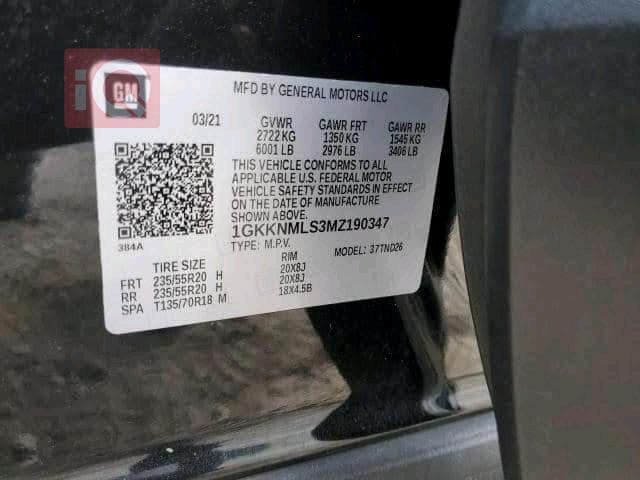 GM
iQ
MFD BY GENERAL MOTORS LLC
03/21 GVWR GAWR FRT GAWR RR
2722 KG 1350 KG 1545 KG
6001 LB 2976 LB 3406 LB
THIS VEHICLE CONFORMS TO ALL
APPLICABLE U.S. FEDERAL MOTOR
VEHICLE SAFETY STANDARDS IN EFFECT
ON THE DATE OF MANUFACTURE
SHOWN ABOVE.
1GKKNMLS3MZ190347
384A
TYPE: M.P.V. MODEL: 37TND26
TIRE SIZE RIM
FRT 235/55R20 H 20X8J
RR 235/55R20 H 20X8J
SPA T135/70R18 M 18X4.5B